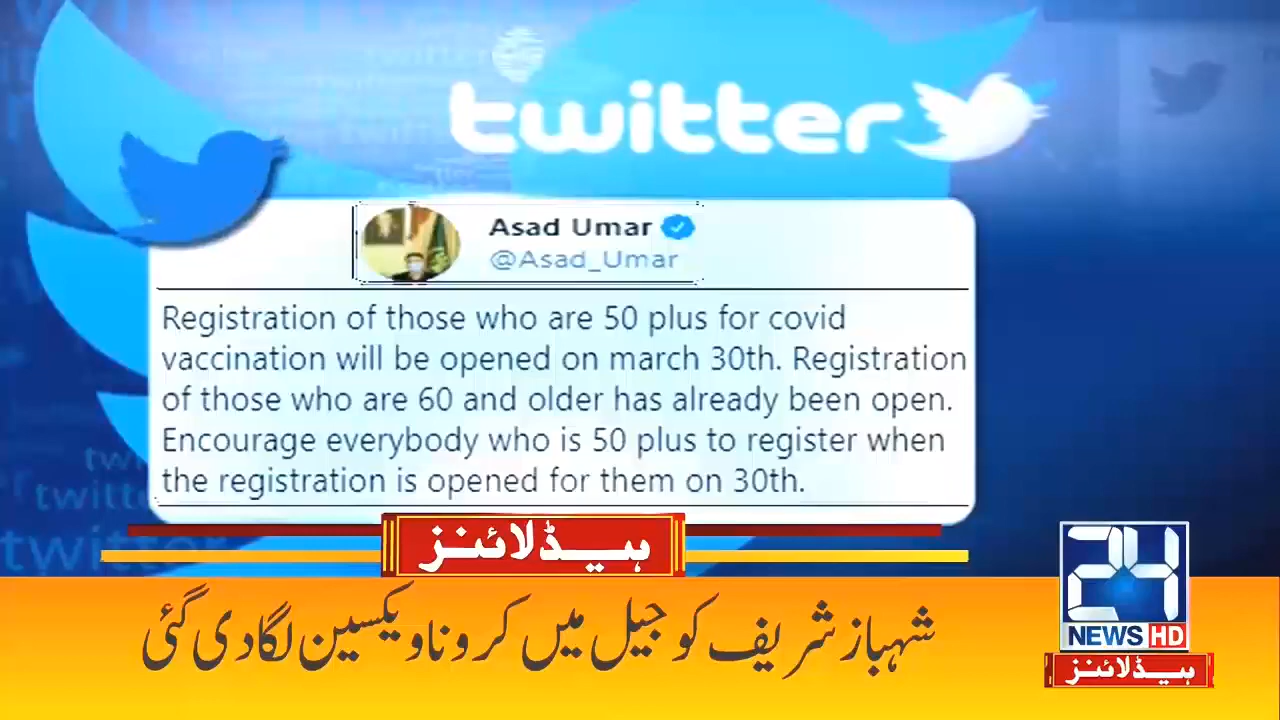 twitter
Asad Umar
@Asad_Umar
Registration of those who are 50 plus for covid
vaccination will be opened on march 30th. Registration
of those who are 60 and older has already been open.
Encourage everybody who is 50 plus to register when
the registration is opened for them on 30th.
ہیڈلائنز
شہباز شریف کو جیل میں کرونا ویکسین لگا دی گئی
24
NEWS HD
ہیڈلائنز